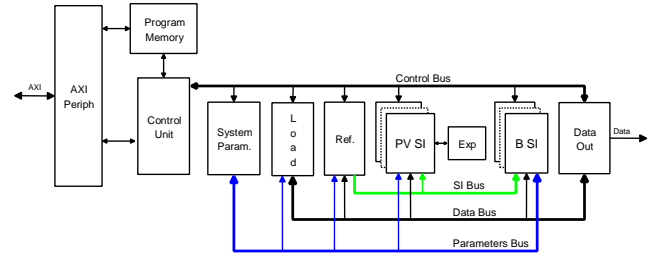 Program
Memory
AXI
AXI
Periph
Control
Unit
Control Bus
System
Param.
L
o
a
d
Ref.
PV SI
Exp
B SI
Data
Out
Data
SI Bus
Data Bus
Parameters Bus